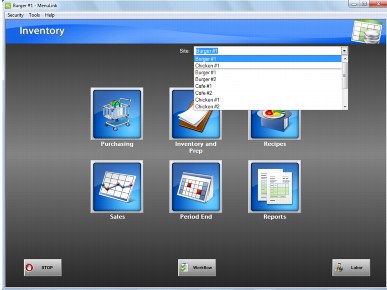 Burger #1 - MenuLink
Security Tools Help
Inventory
Site: Burger #1
Burger #1
Chicken #1
Burger #1
Burger #2
Cafe #1
Cafe #2
Chicken #1
Chicken #2
Purchasing
Inventory and
Prep
Recipes
Sales
Period End
Reports
STOP
Workflow
Labor